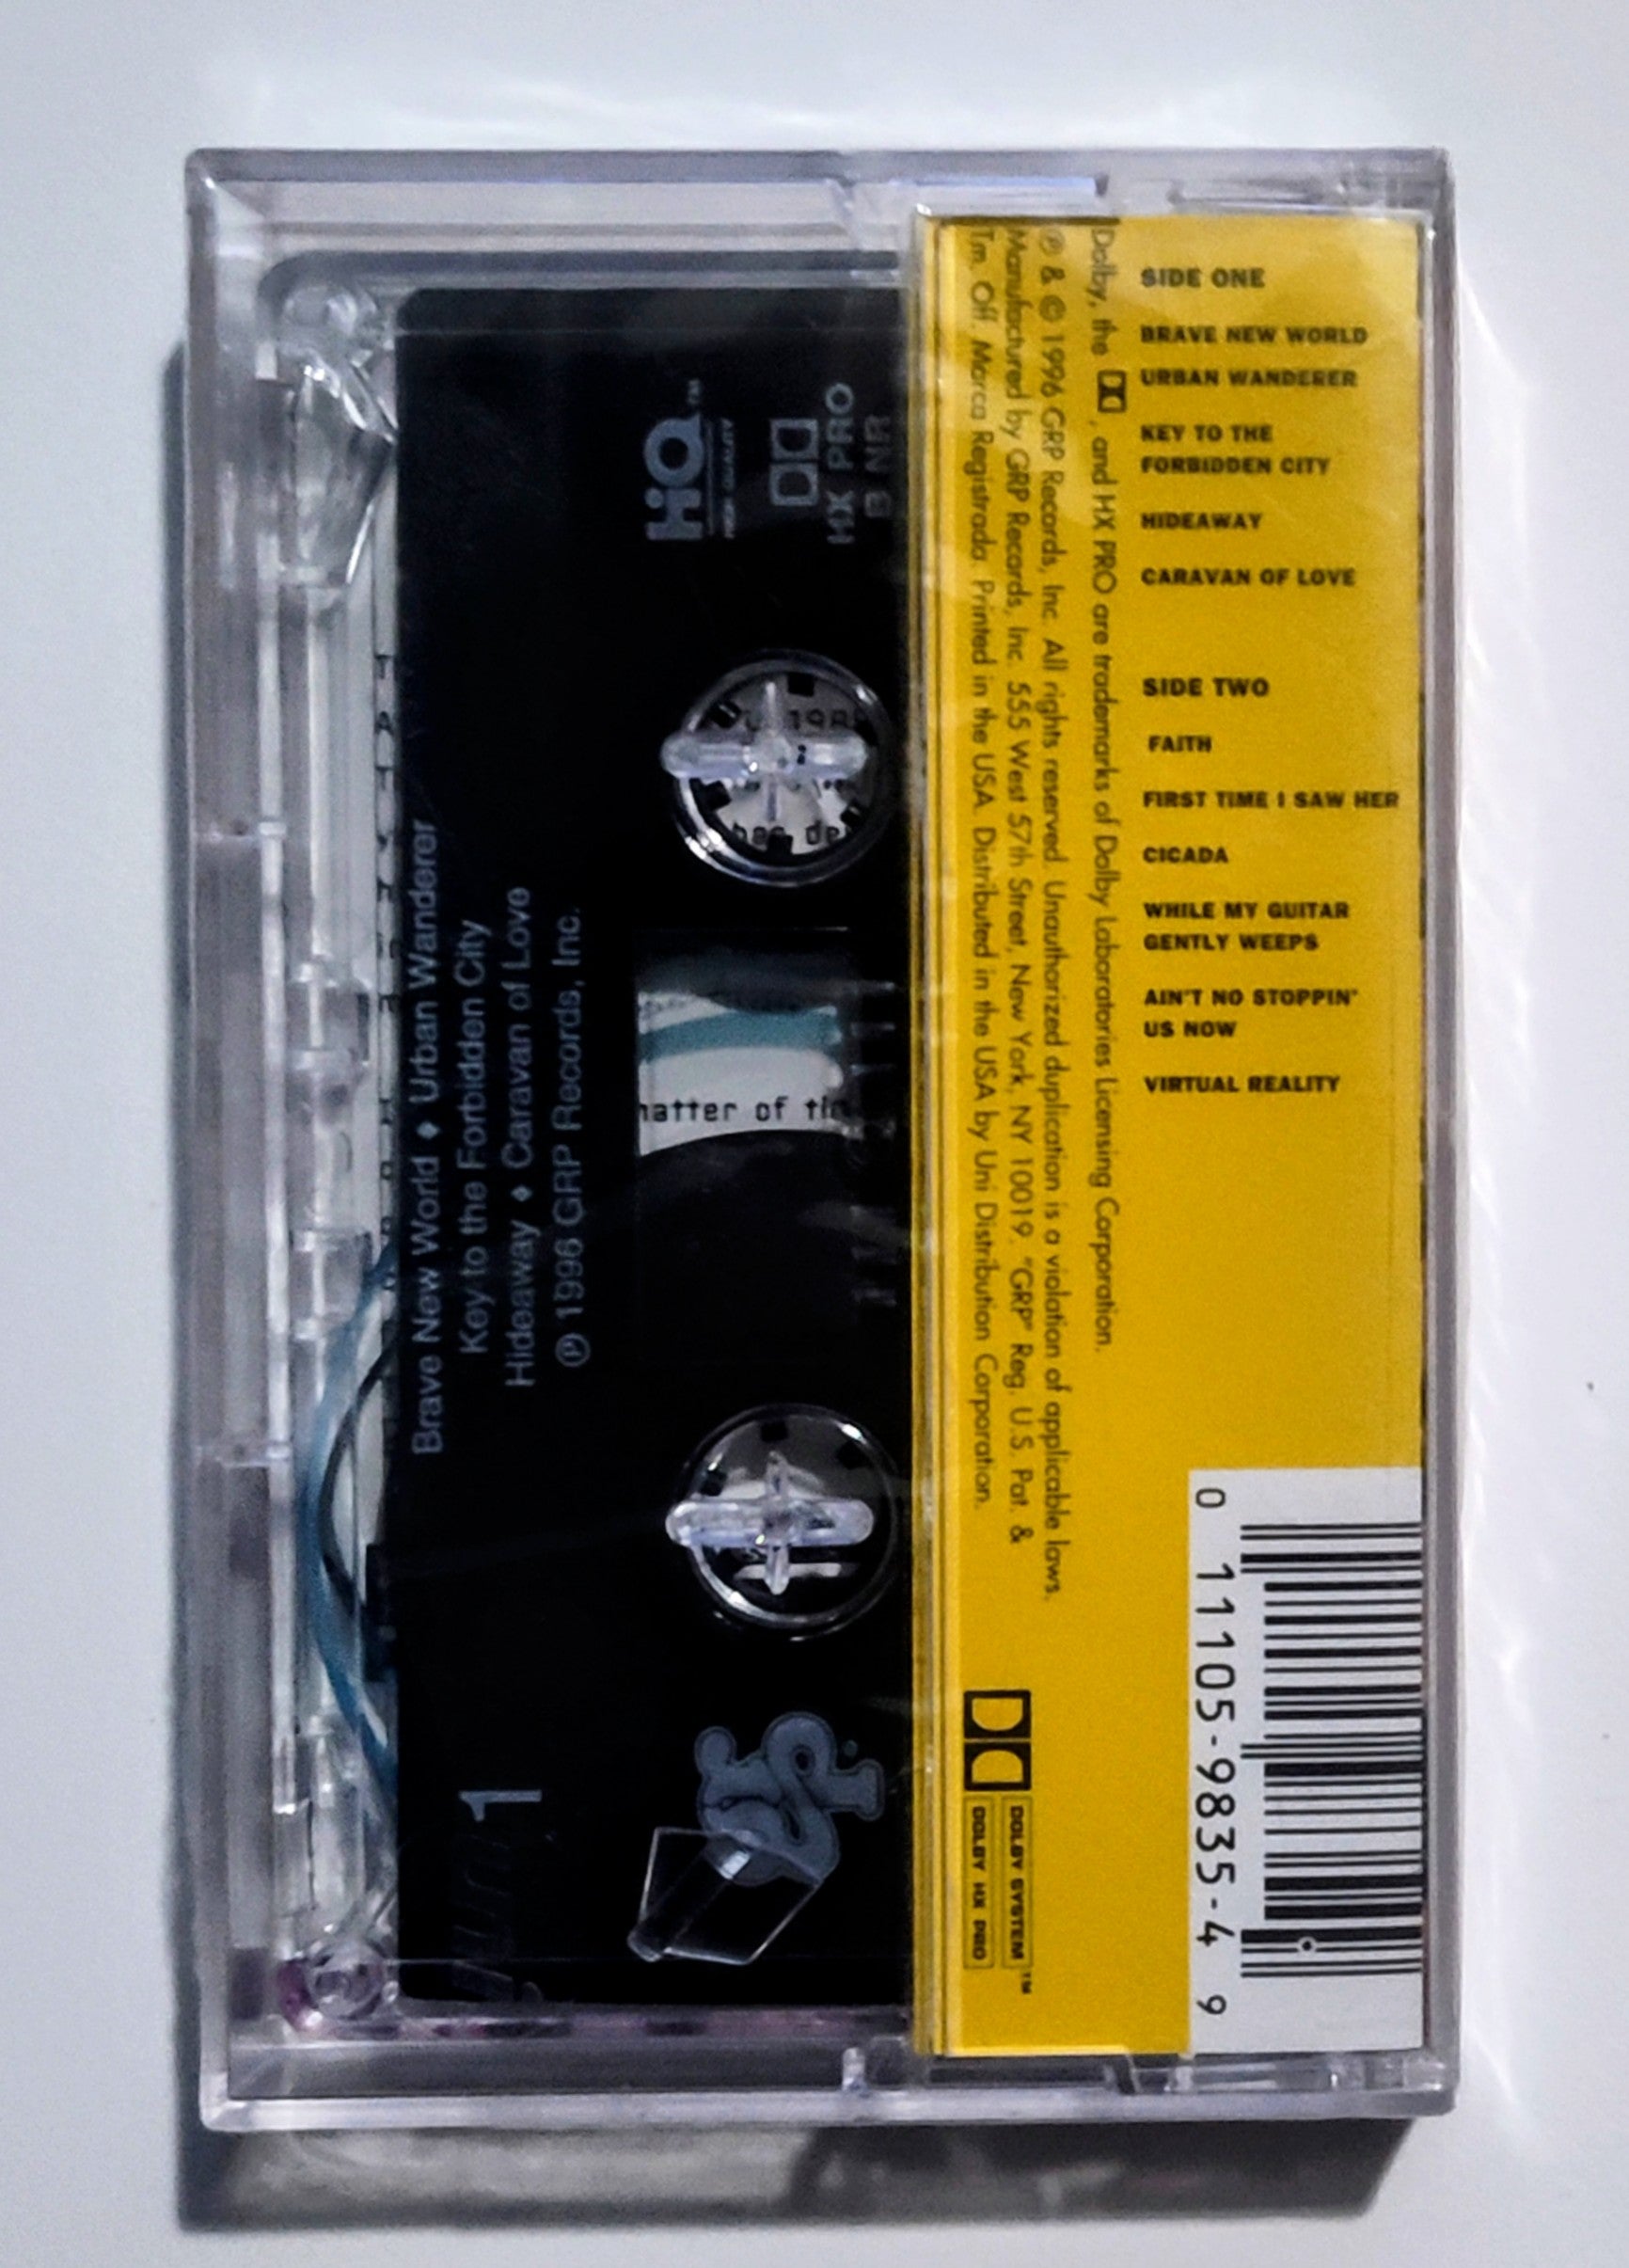 SIDE ONE
BRAVE NEW WORLD
URBAN WANDERER
KEY TO THE
FORBIDDEN CITY
HIDEAWAY
CARAVAN OF LOVE
SIDE TWO
FAITH
FIRST TIME I SAW HER
CICADA
WHILE MY GUITAR
GENTLY WEEPS
AIN'T NO STOPPIN'
US NOW
VIRTUAL REALITY
Dolby, the , and HX PRO are trademarks of Dolby Laboratories Licensing Corporation.
℗ & © 1996 GRP Records, Inc. All rights reserved. Unauthorized duplication is a violation of applicable laws.
Manufactured by GRP Records, Inc. 555 West 57th Street, New York, NY 10019. "GRP" Reg. U.S. Pat. &
Tm. Off. Marca Registrada. Printed in the USA. Distributed in the USA by Uni Distribution Corporation.
DOLBY SYSTEM™
DOLBY HX PRO
0 11105-9835-4 9
Brave New World ♦ Urban Wanderer
Key to the Forbidden City
Hideaway ♦ Caravan of Love
℗ 1996 GRP Records, Inc.
HiQ™
HIGH QUALITY
HX PRO
B NR
matter of
1